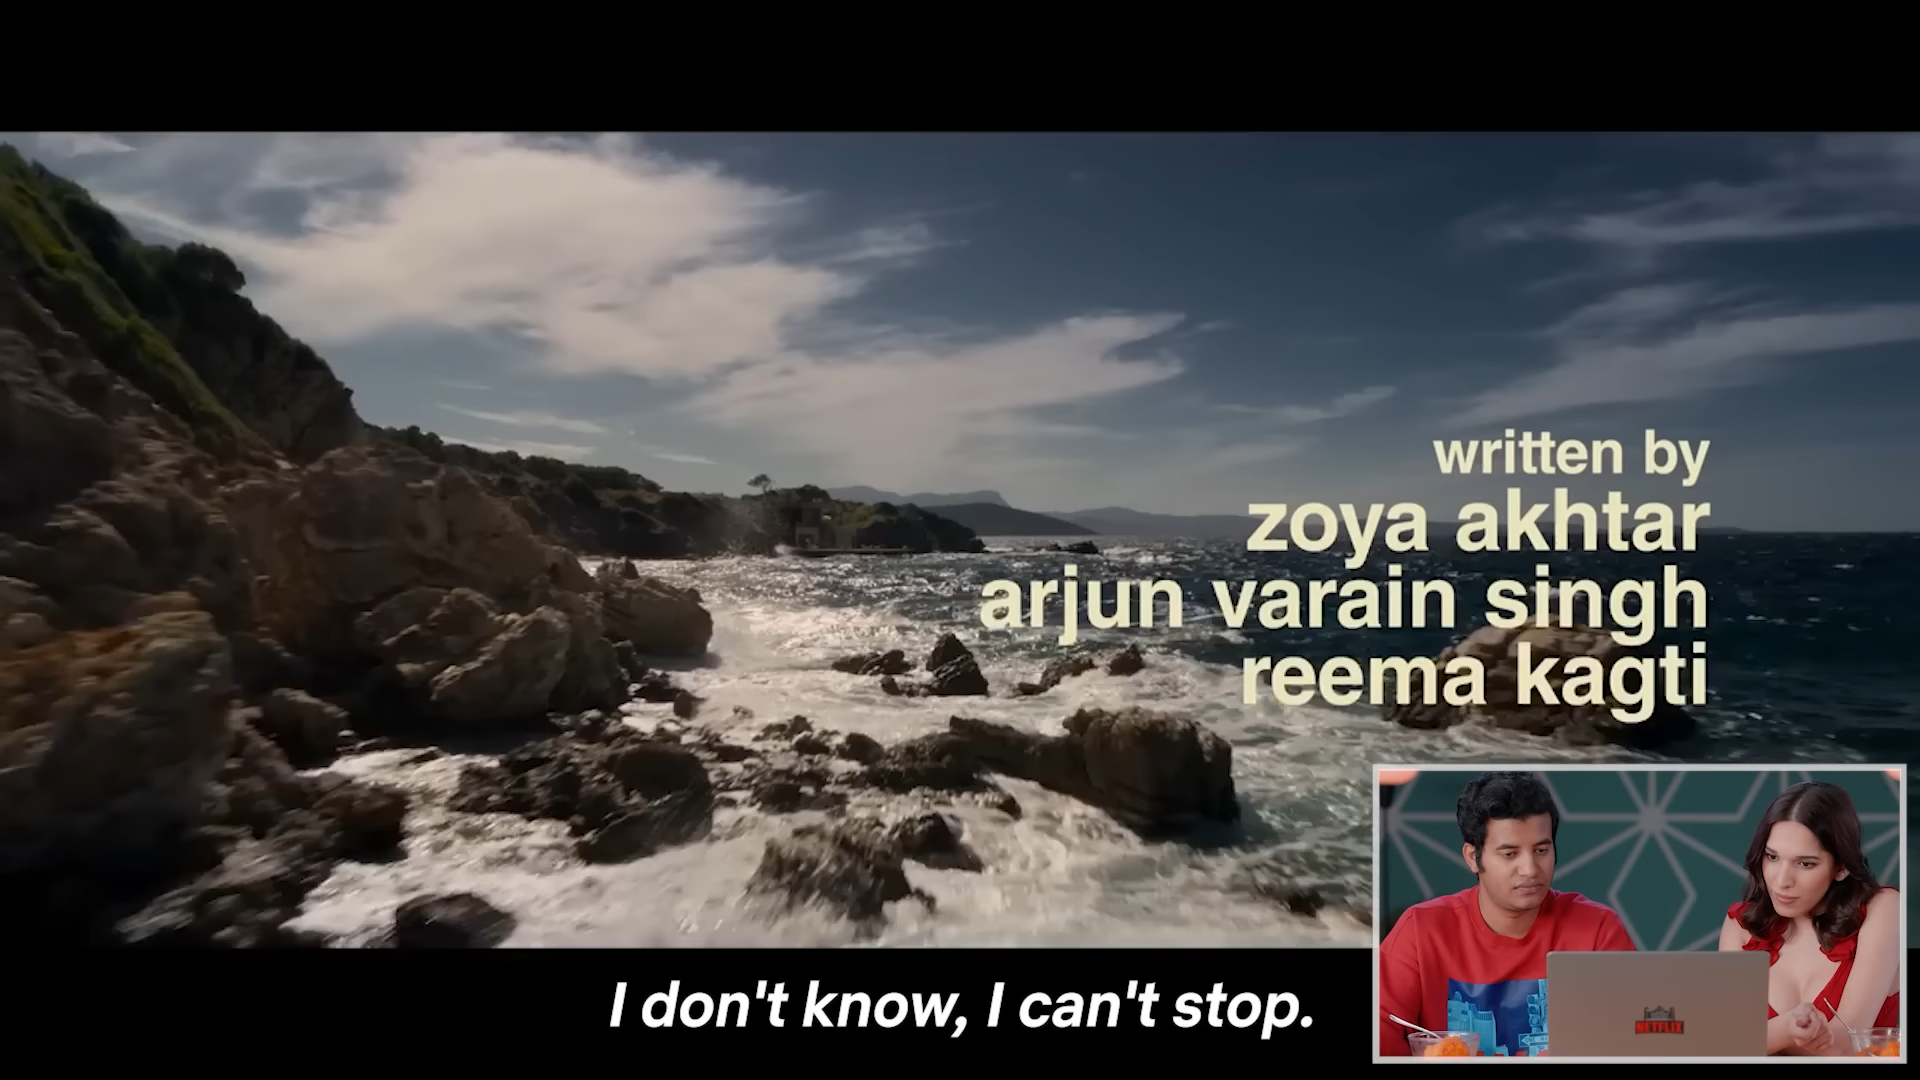 written by
zoya akhtar
arjun varain singh
reema kagti
NETFLIX
I don't know, I can't stop.